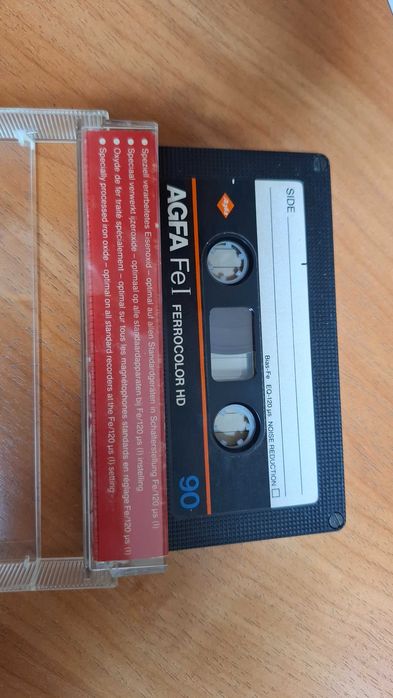 SIDE
Agfa
Bias-Fe EQ-120 µs NOISE REDUCTION
AGFA FeI FERROCOLOR HD
90
• Speziell verarbeitetes Eisenoxid – optimal auf allen Standardgeräten in Schalterstellung Fe/120 µs (I)
• Speciaal verwerkt ijzeroxide – optimaal op alle standaardapparaten bij Fe/120 µs (I) instelling
• Oxyde de fer traité spécialement – optimal sur tous les magnétophones standards en réglage Fe/120 µs (I)
• Specially processed iron oxide – optimal on all standard recorders at the Fe/120 µs (I) setting